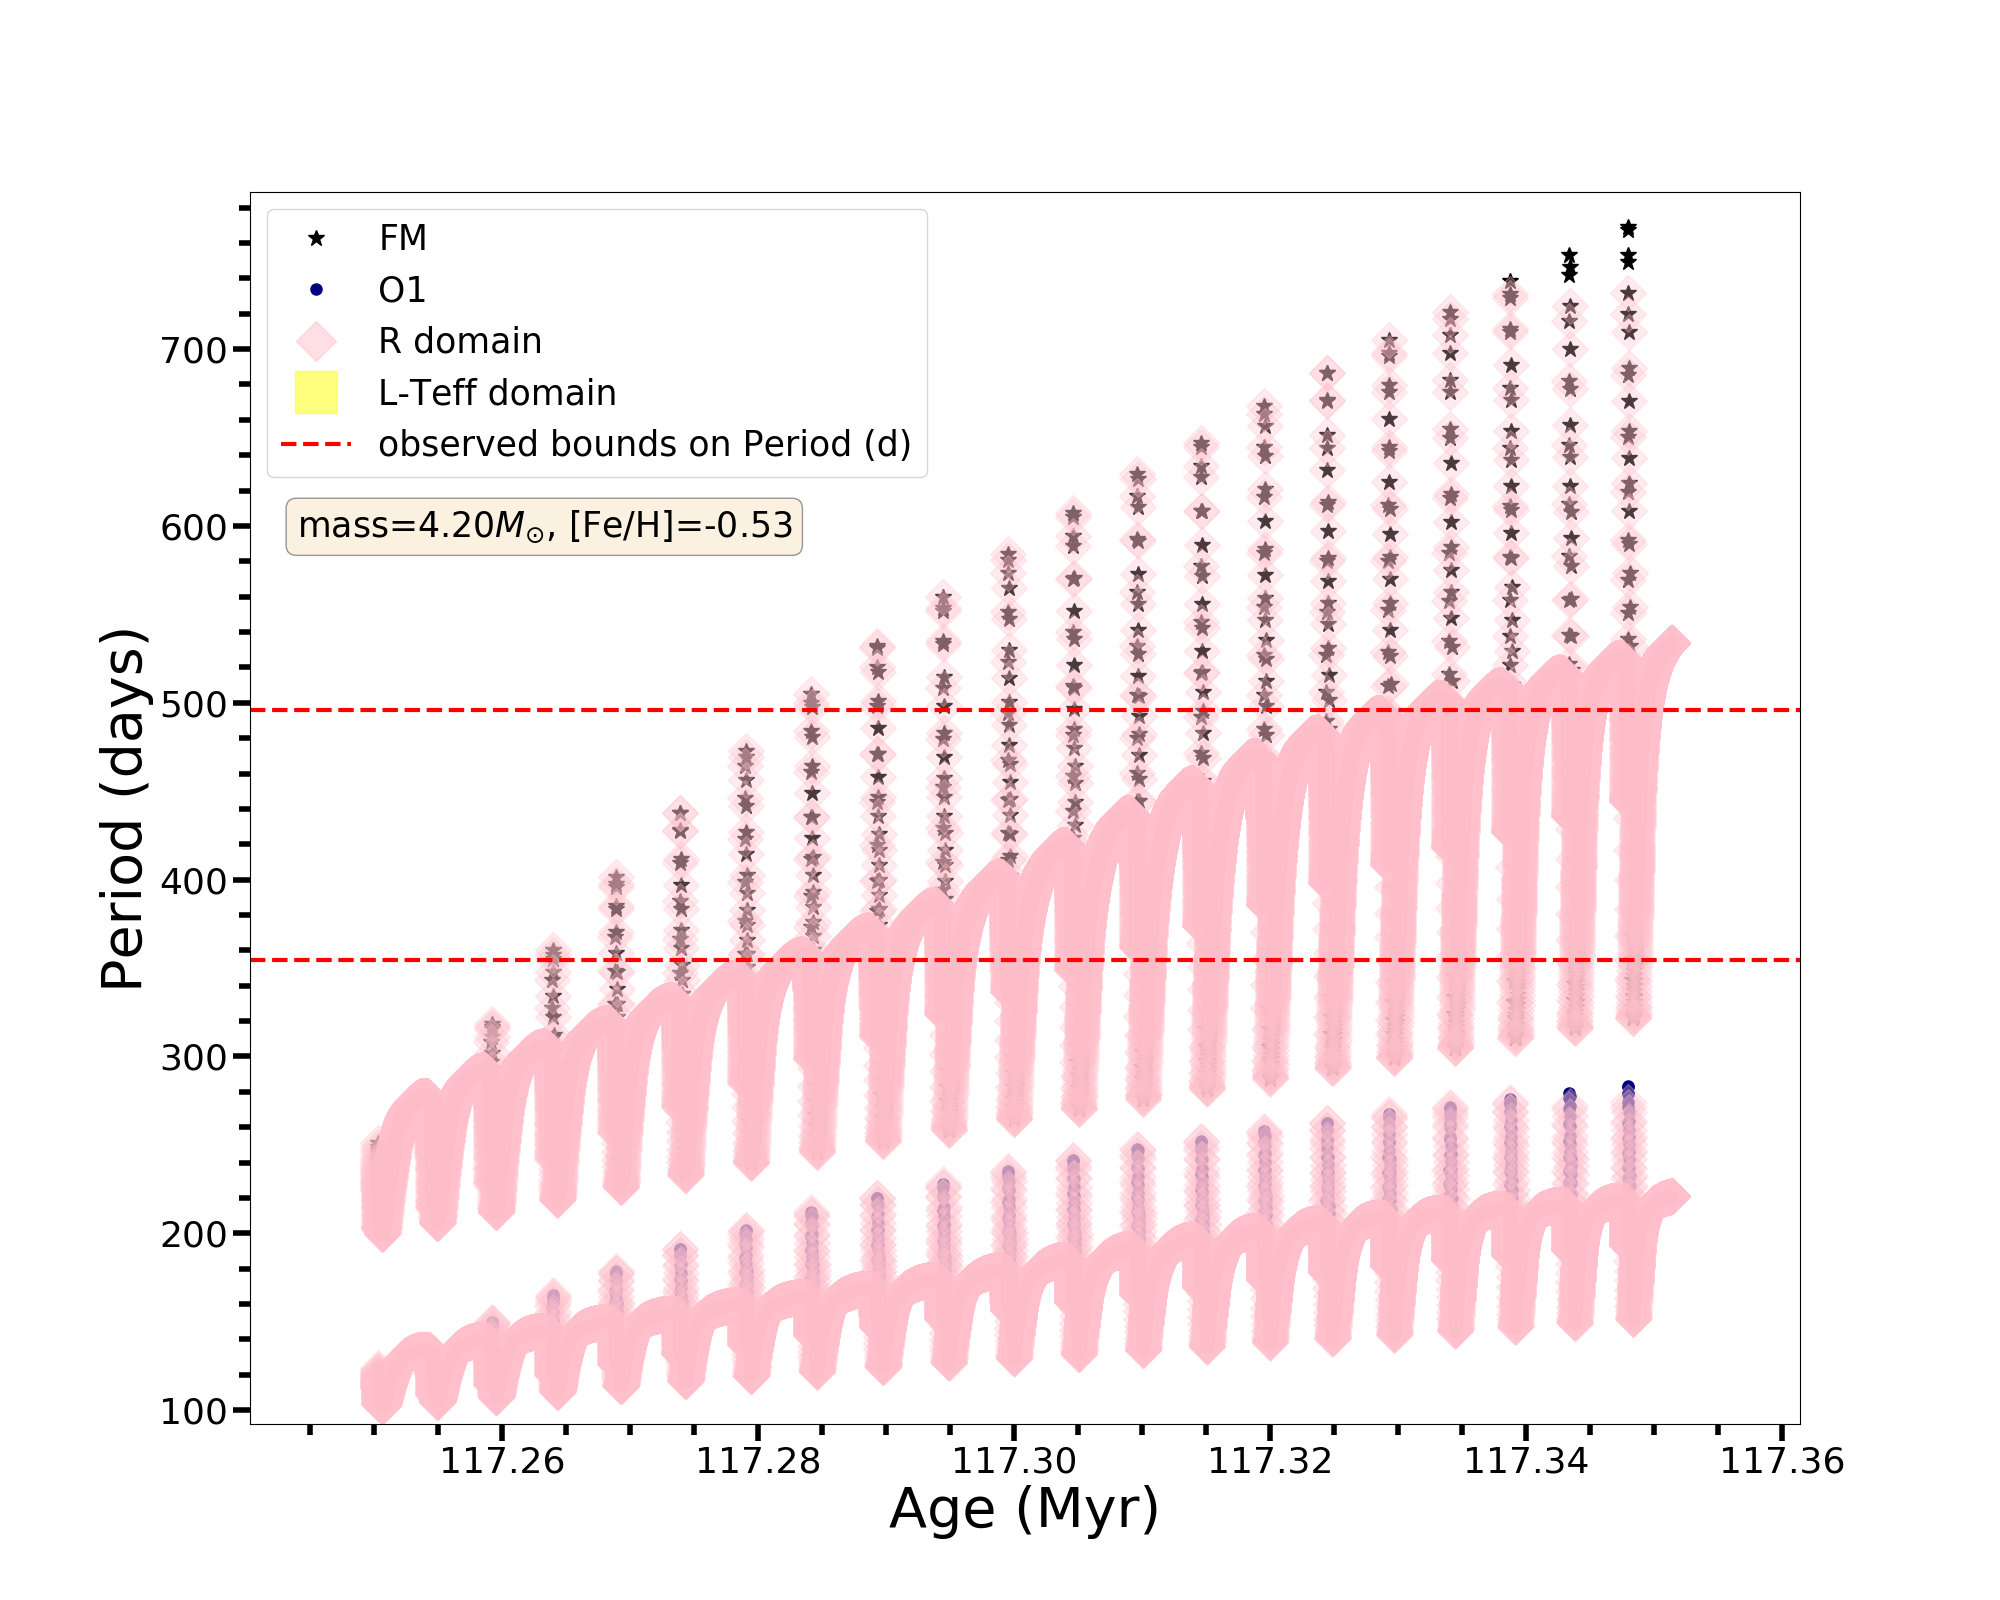 FM
O1
R domain
L-Teff domain
observed bounds on Period (d)
mass=4.20M⊙, [Fe/H]=-0.53
Period (days)
700
600
500
400
300
200
100
117.26 117.28 117.30 117.32 117.34 117.36
Age (Myr)